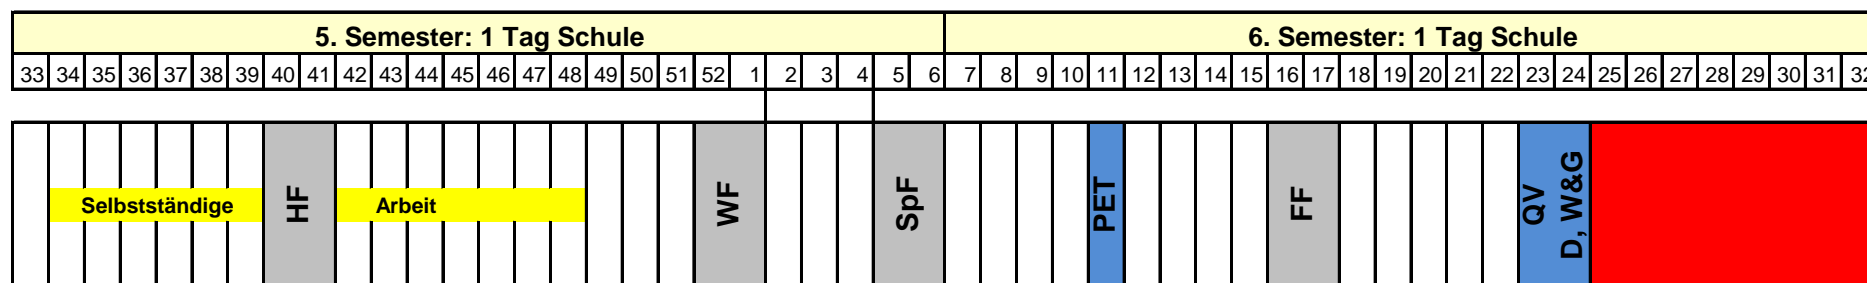 5. Semester: 1 Tag Schule 6. Semester: 1 Tag Schule
33 34 35 36 37 38 39 40 41 42 43 44 45 46 47 48 49 50 51 52 1 2 3 4 5 6 7 8 9 10 11 12 13 14 15 16 17 18 19 20 21 22 23 24 25 26 27 28 29 30 31 32
Selbstständige HF Arbeit WF SpF PET FF QV
D, W&G